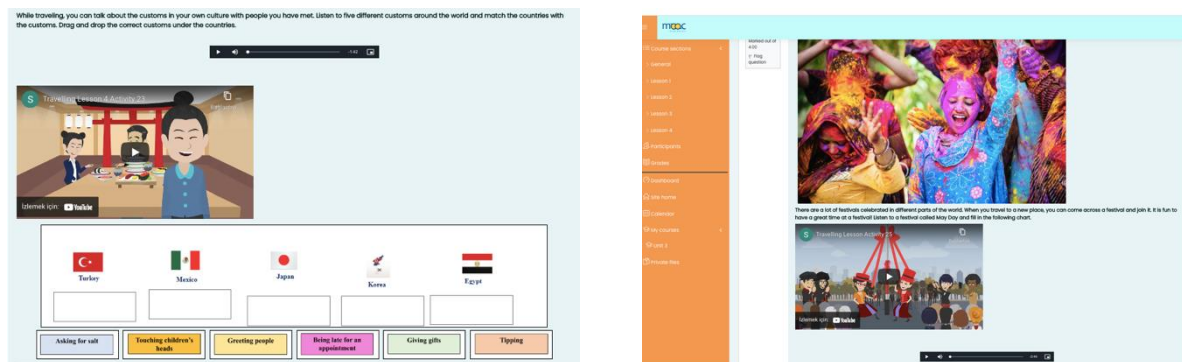 While traveling, you can talk about the customs in your own culture with people you have met. Listen to five different customs around the world and match the countries with
the customs. Drag and drop the correct customs under the countries.
-1:42
S Travelling Lesson 4 Activity 23
İzlemek için: YouTube
Turkey
Mexico
Japan
Korea
Egypt
Asking for salt
Touching children's
heads
Greeting people
Being late for an
appointment
Giving gifts
Tipping
mooc
Marked out of
4.00
Flag
question
Course sections
General
Lesson 1
Lesson 2
Lesson 3
Lesson 4
Participants
Grades
Dashboard
Site home
Calendar
My courses
Unit 3
Private files
There are a lot of festivals celebrated in different parts of the world. When you travel to a new place, you can come across a festival and join it. It is fun to
have a great time at a festival! Listen to a festival called May Day and fill in the following chart.
S Travelling Lesson Activity 25
İzlemek için: YouTube